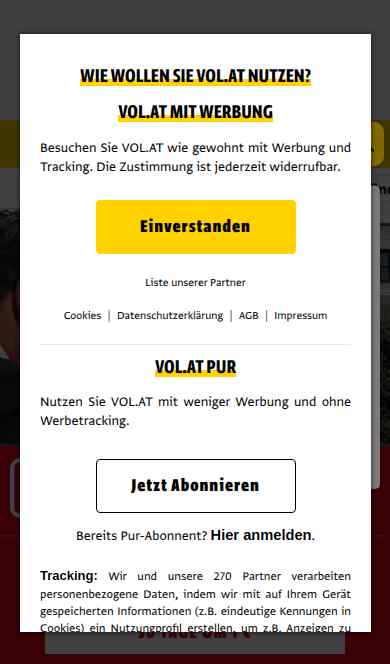 WIE WOLLEN SIE VOL.AT NUTZEN?
VOL.AT MIT WERBUNG
Besuchen Sie VOL.AT wie gewohnt mit Werbung und
Tracking. Die Zustimmung ist jederzeit widerrufbar.
Einverstanden
Liste unserer Partner
Cookies | Datenschutzerklärung | AGB | Impressum
VOL.AT PUR
Nutzen Sie VOL.AT mit weniger Werbung und ohne
Werbetracking.
Jetzt Abonnieren
Bereits Pur-Abonnent? Hier anmelden.
Tracking: Wir und unsere 270 Partner verarbeiten
personenbezogene Daten, indem wir mit auf Ihrem Gerät
gespeicherten Informationen (z.B. eindeutige Kennungen in
Cookies) ein Nutzungsprofil erstellen, um z.B. Anzeigen zu